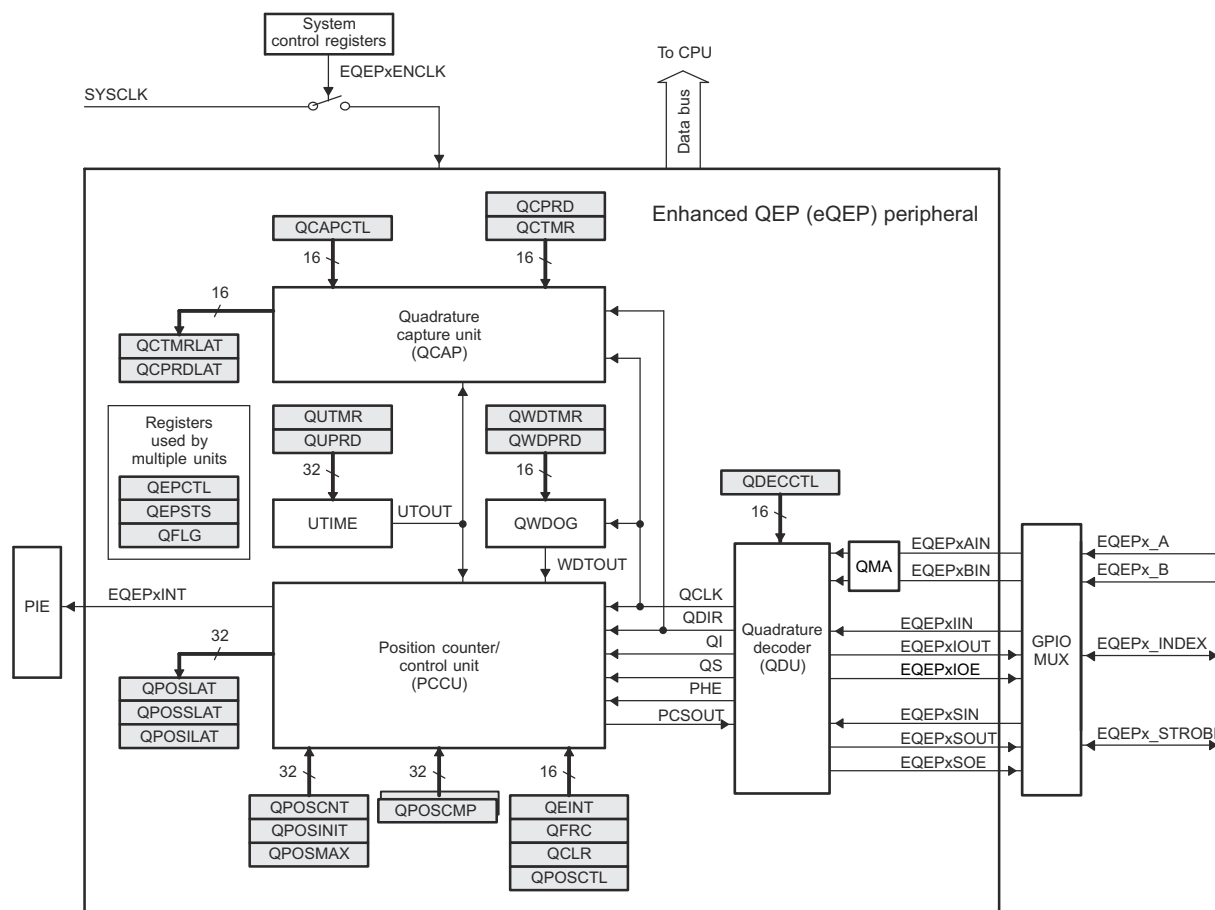 System
control registers
To CPU
EQEPxENCLK
SYSCLK
Data bus
Enhanced QEP (eQEP) peripheral
QCPRD
QCAPCTL
QCTMR
16
16
16
Quadrature
capture unit
(QCAP)
QCTMRLAT
QCPRDLAT
Registers
used by
multiple units
QEPCTL
QEPSTS
QFLG
QUTMR
QUPRD
32
QWDTMR
QWDPRD
16
UTIME
UTOUT
QWDOG
WDTOUT
QDECCTL
16
QMA
EQEPxAIN
EQEPxBIN
EQEPx_A
EQEPx_B
PIE
EQEPxINT
QCLK
QDIR
QI
QS
PHE
PCSOUT
Position counter/
control unit
(PCCU)
Quadrature
decoder
(QDU)
EQEPxIIN
EQEPxIOUT
EQEPxIOE
EQEPxSIN
EQEPxSOUT
EQEPxSOE
GPIO
MUX
EQEPx_INDEX
EQEPx_STROBE
32
QPOSLAT
QPOSSLAT
QPOSILAT
32
32
16
QPOSCNT
QPOSINIT
QPOSMAX
QPOSCMP
QEINT
QFRC
QCLR
QPOSCTL